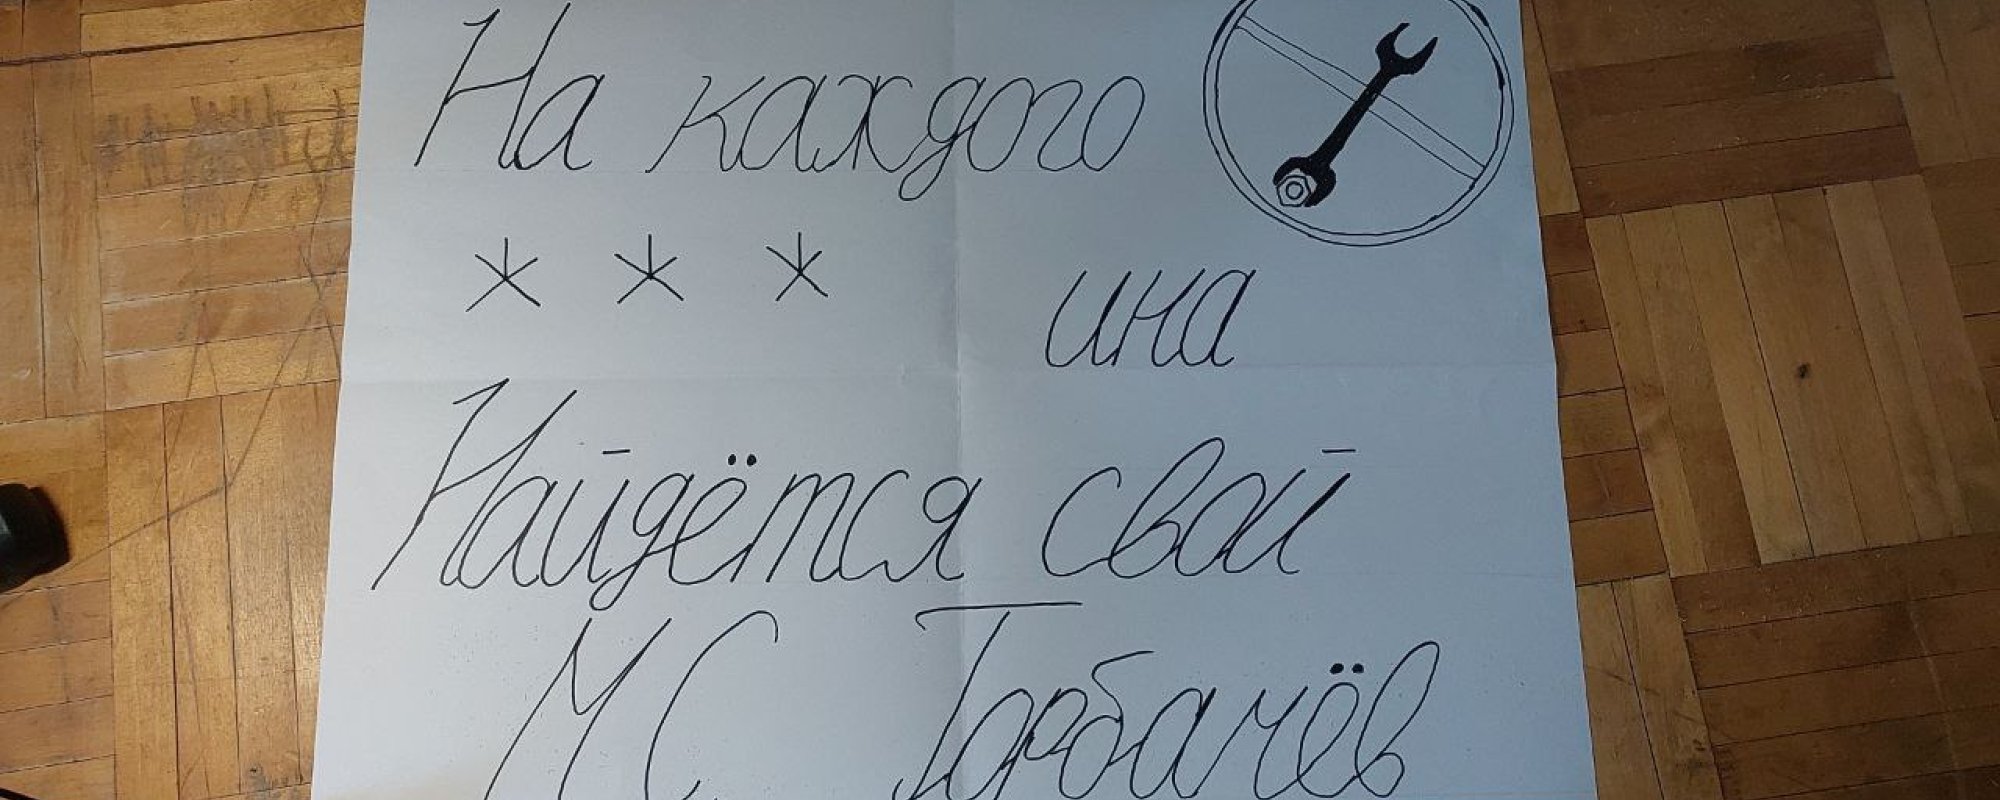 На каждого
* * * ина
Найдётся свой
М С Горбачёв